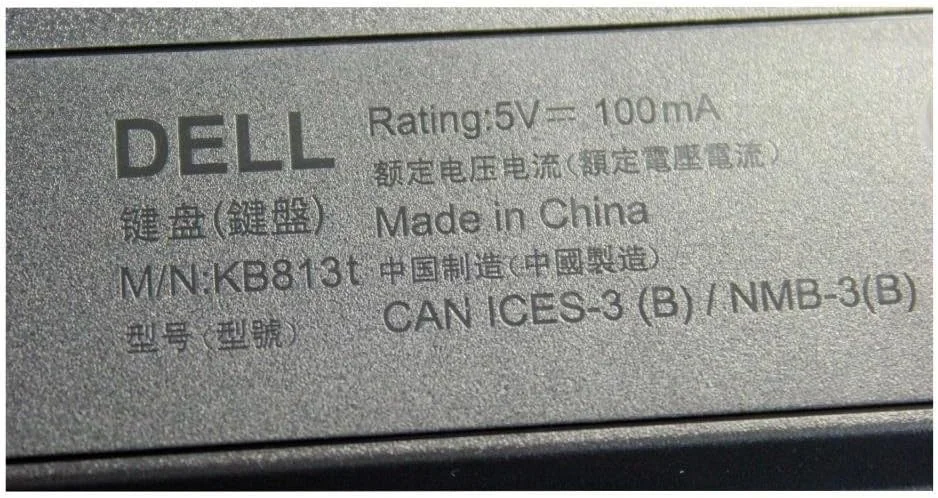 DELL
键盘(鍵盤)
M/N:KB813t
型号(型號)
Rating:5V⎓ 100mA
额定电压电流(額定電壓電流)
Made in China
中国制造(中國製造)
CAN ICES-3 (B) / NMB-3(B)